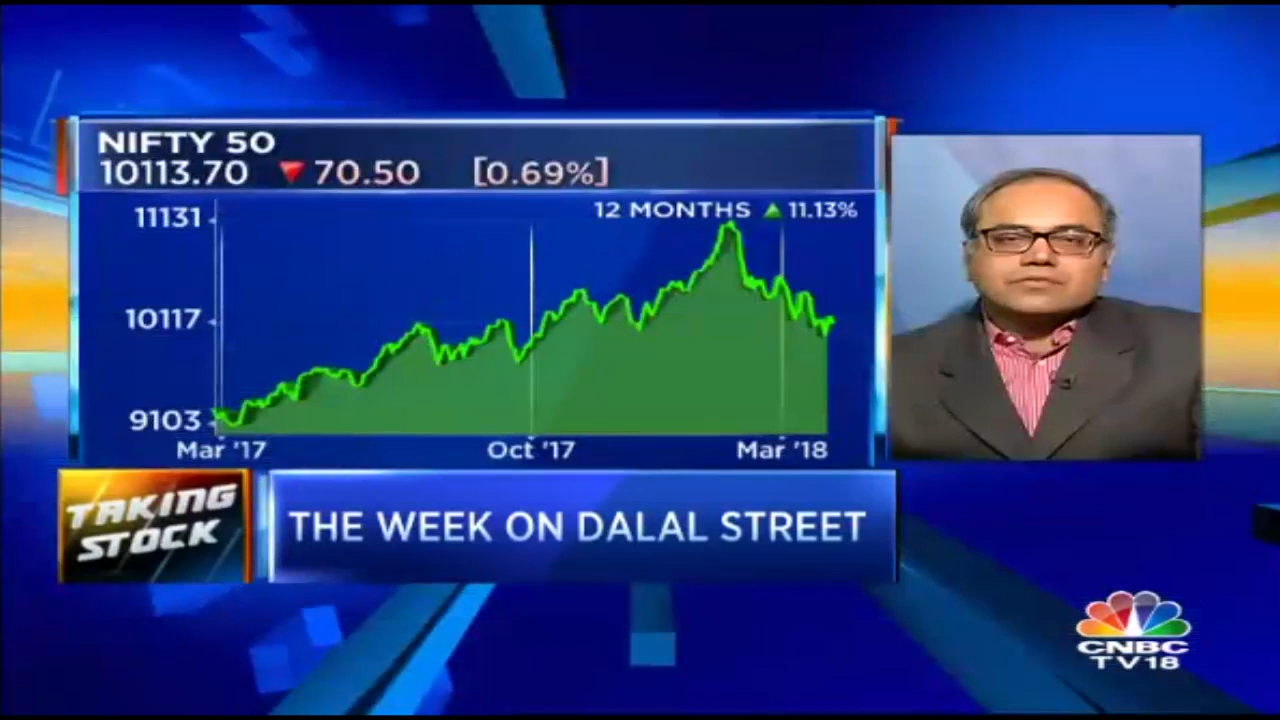 NIFTY 50
10113.70 ▼ 70.50 [0.69%]
12 MONTHS ▲ 11.13%
11131
10117
9103
Mar '17 Oct '17 Mar '18
TAKING
STOCK
THE WEEK ON DALAL STREET
CNBC
TV18